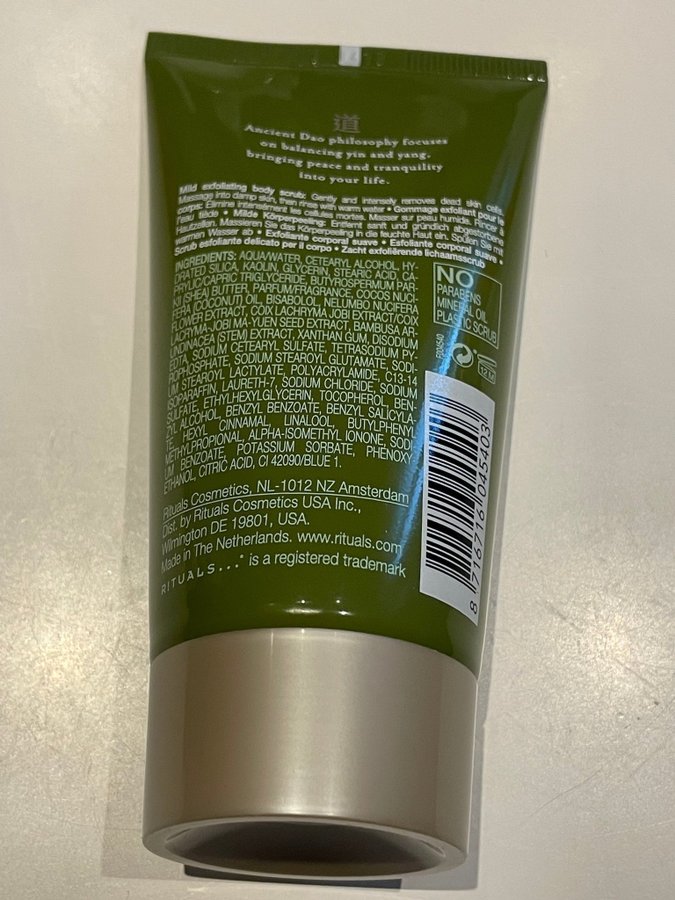 道
Ancient Dao philosophy focuses
on balancing yin and yang,
bringing peace and tranquility
into your life.
Mild exfoliating body scrub: Gently and intensely removes dead skin cells.
Massage into damp skin, then rinse with warm water • Gommage exfoliant pour le
corps: Élimine intensément les cellules mortes. Masser sur peau humide. Rincer à
l'eau tiède • Milde Körperpeeling: Entfernt sanft und gründlich abgestorbene
Hautzellen. Massieren Sie das Körperpeeling in die feuchte Haut ein. Spülen Sie mit
warmen Wasser ab • Exfoliante corporal suave • Esfoliante corporal suave •
Scrub esfoliante delicato per il corpo • Zacht exfoliërende lichaamsscrub
INGREDIENTS: AQUA/WATER, CETEARYL ALCOHOL, HY-
DRATED SILICA, KAOLIN, GLYCERIN, STEARIC ACID, CA-
PRYLIC/CAPRIC TRIGLYCERIDE, BUTYROSPERMUM PAR-
KII (SHEA) BUTTER, PARFUM/FRAGRANCE, COCOS NUCI-
FERA (COCONUT) OIL, BISABOLOL, NELUMBO NUCIFERA
FLOWER EXTRACT, COIX LACHRYMA JOBI EXTRACT/COIX
LACRYMA-JOBI MA-YUEN SEED EXTRACT, BAMBUSA AR-
UNDINACEA (STEM) EXTRACT, XANTHAN GUM, DISODIUM
EDTA, SODIUM CETEARYL SULFATE, TETRASODIUM PY-
ROPHOSPHATE, SODIUM STEAROYL GLUTAMATE, SODI-
UM STEAROYL LACTYLATE, POLYACRYLAMIDE, C13-14
ISOPARAFFIN, LAURETH-7, SODIUM CHLORIDE, SODIUM
SULFATE, ETHYLHEXYLGLYCERIN, TOCOPHEROL, BEN-
ZYL ALCOHOL, BENZYL BENZOATE, BENZYL SALICYLA-
TE, HEXYL CINNAMAL, LINALOOL, BUTYLPHENYL
METHYLPROPIONAL, ALPHA-ISOMETHYL IONONE, SODI-
UM BENZOATE, POTASSIUM SORBATE, PHENOXY
ETHANOL, CITRIC ACID, CI 42090/BLUE 1.
NO
PARABENS
MINERAL OIL
PLASTIC SCRUB
12 M
Rituals Cosmetics, NL-1012 NZ Amsterdam
Dist. by Rituals Cosmetics USA Inc.,
Wilmington DE 19801, USA.
Made in The Netherlands. www.rituals.com
RITUALS...® is a registered trademark
8 716716 045403